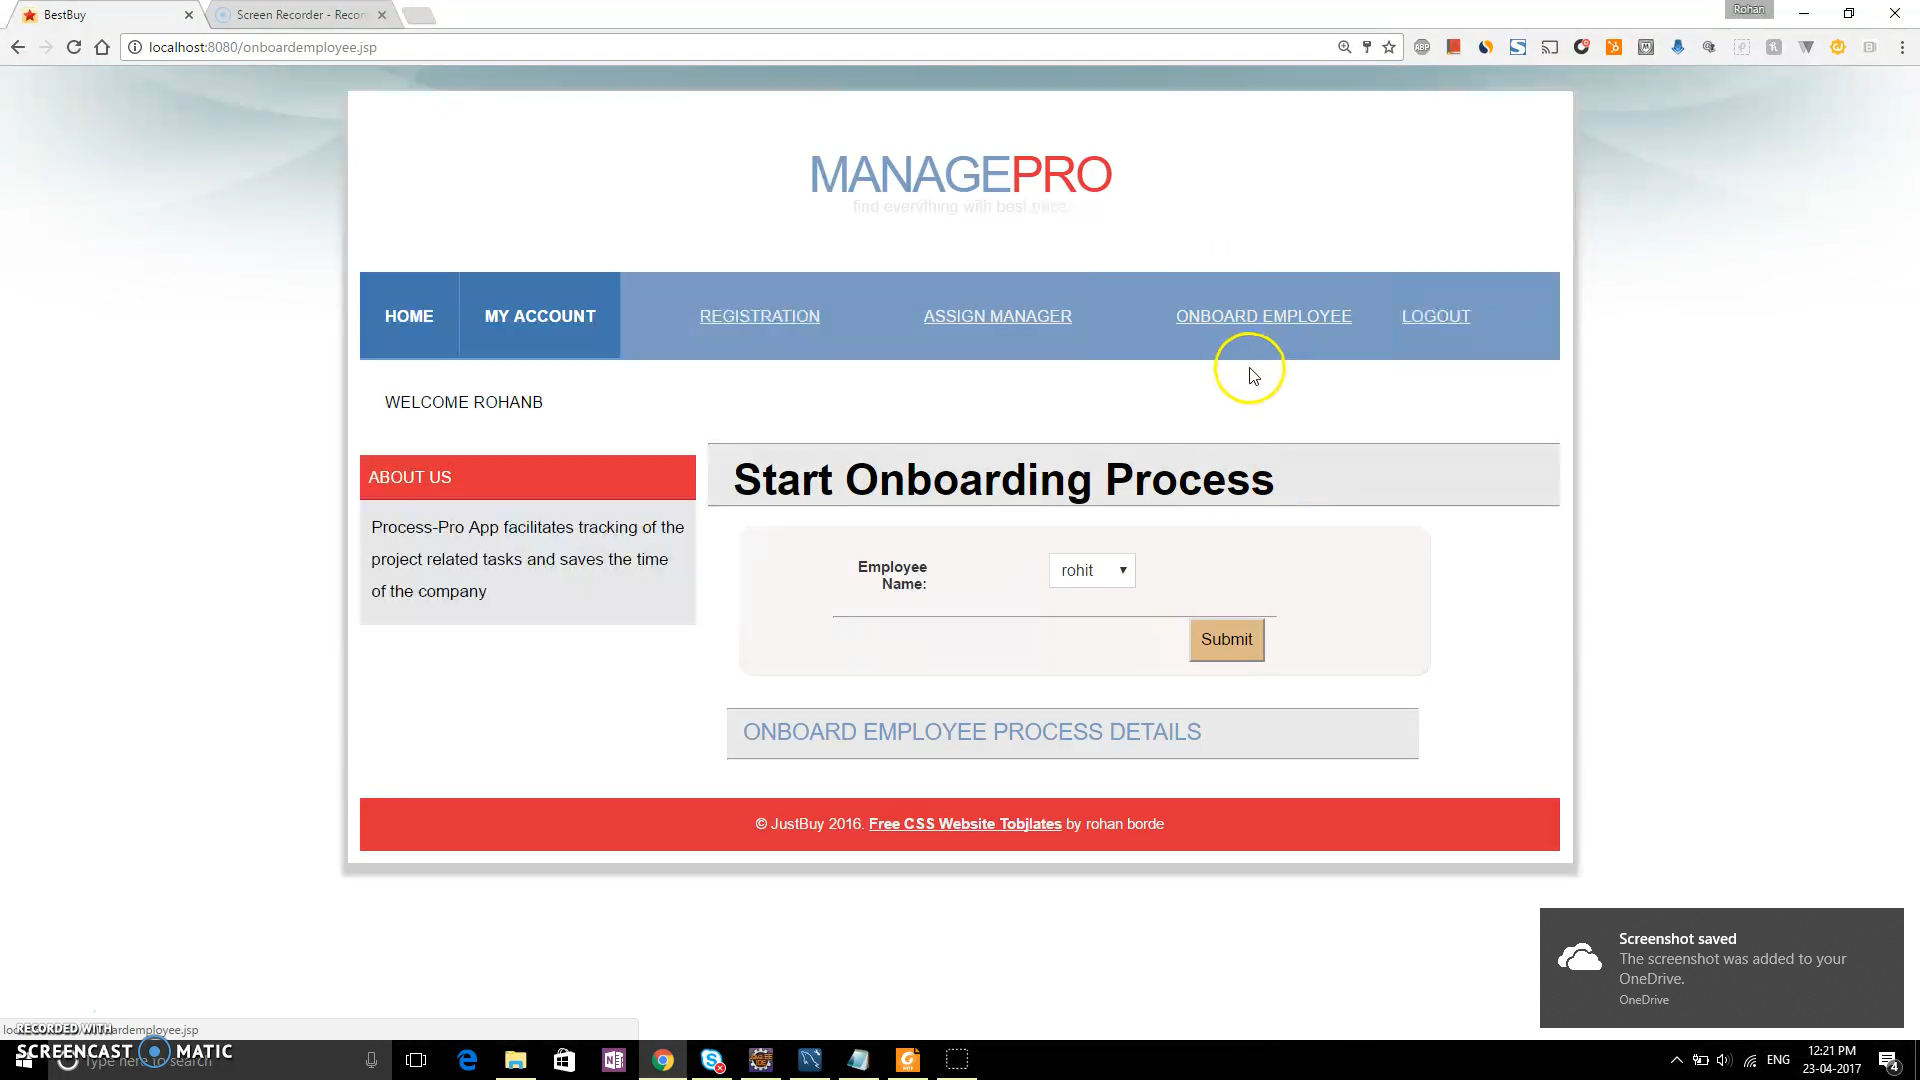 BestBuy
Screen Recorder - Recor
Rohan
localhost:8080/onboardemployee.jsp
MANAGEPRO
find everything with best price
HOME
MY ACCOUNT
REGISTRATION
ASSIGN MANAGER
ONBOARD EMPLOYEE
LOGOUT
WELCOME ROHANB
ABOUT US
Process-Pro App facilitates tracking of the
project related tasks and saves the time
of the company
Start Onboarding Process
Employee
Name:
rohit
Submit
ONBOARD EMPLOYEE PROCESS DETAILS
© JustBuy 2016. Free CSS Website Tobjlates by rohan borde
Screenshot saved
The screenshot was added to your
OneDrive.
OneDrive
RECORDED WITH
SCREENCAST MATIC
Type here to search
ENG
12:21 PM
23-04-2017
4